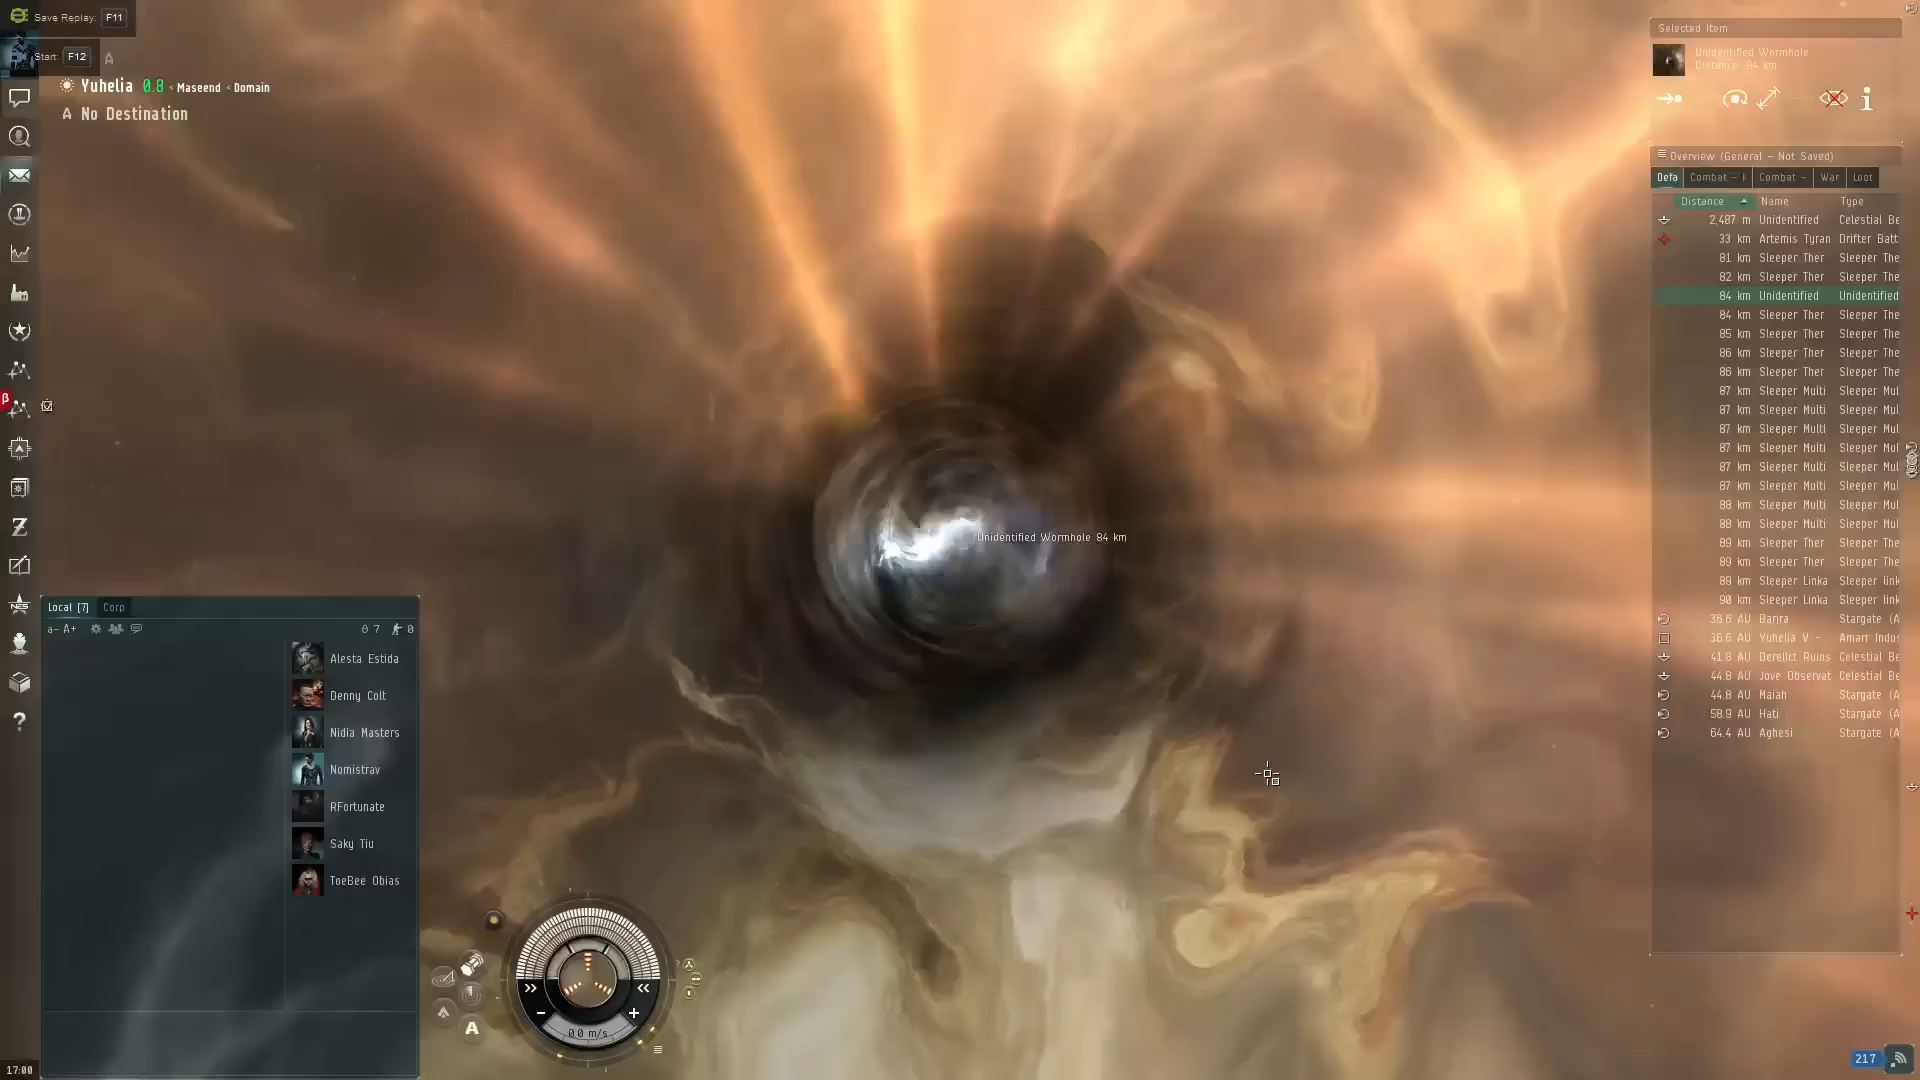 Save Replay: F11
Start: F12
Yuhelia 0.8 < Maseend < Domain
No Destination
Selected Item
Unidentified Wormhole
Distance: 84 km
Overview (General - Not Saved)
Defa Combat - Combat - War Loot
Distance Name Type
2,487 m Unidentified Celestial Be
33 km Artemis Tyran Drifter Batt
81 km Sleeper Ther Sleeper The
82 km Sleeper Ther Sleeper The
84 km Unidentified Unidentified
84 km Sleeper Ther Sleeper The
85 km Sleeper Ther Sleeper The
86 km Sleeper Ther Sleeper The
86 km Sleeper Ther Sleeper The
87 km Sleeper Multi Sleeper Mul
87 km Sleeper Multi Sleeper Mul
87 km Sleeper Multi Sleeper Mul
87 km Sleeper Multi Sleeper Mul
87 km Sleeper Multi Sleeper Mul
87 km Sleeper Multi Sleeper Mul
88 km Sleeper Multi Sleeper Mul
88 km Sleeper Multi Sleeper Mul
89 km Sleeper Ther Sleeper The
89 km Sleeper Ther Sleeper The
89 km Sleeper Linka Sleeper link
90 km Sleeper Linka Sleeper link
36.6 AU Barira Stargate (A
36.6 AU Yuhelia V - Amarr Indus
41.8 AU Derelict Ruins Celestial Be
44.8 AU Jove Observat Celestial Be
44.8 AU Maiah Stargate (A
58.9 AU Hati Stargate (A
64.4 AU Aghesi Stargate (A
Unidentified Wormhole 84 km
β
NES
Local [7] Corp
a- A+ 7 0
Alesta Estida
Denny Colt
Nidia Masters
Nomistrav
RFortunate
Saky Tiu
ToeBee Obias
A
0.0 m/s
17:00
217